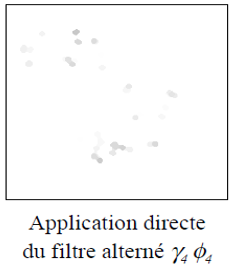 Application directe
du filtre alterné γ₄ ϕ₄